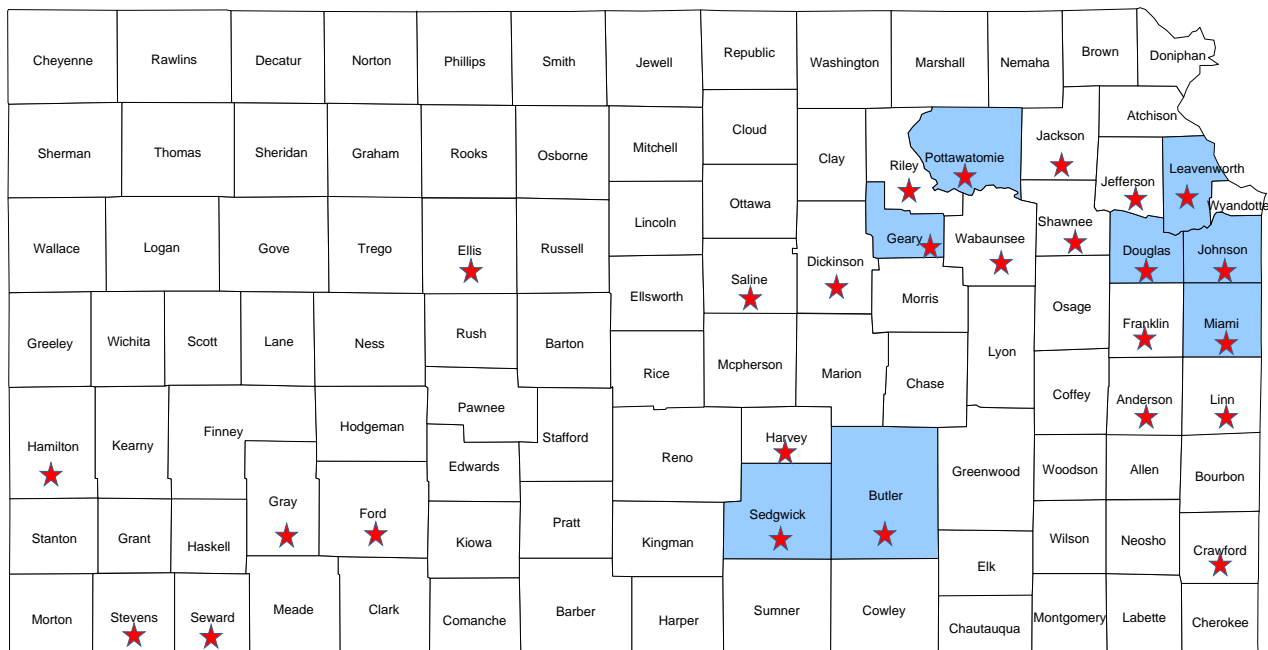 Cheyenne
Rawlins
Decatur
Norton
Phillips
Smith
Jewell
Republic
Washington
Marshall
Nemaha
Brown
Doniphan
Sherman
Thomas
Sheridan
Graham
Rooks
Osborne
Mitchell
Cloud
Clay
Riley
Pottawatomie
Jackson
Atchison
Jefferson
Leavenworth
Wyandotte
Wallace
Logan
Gove
Trego
Ellis
Russell
Lincoln
Ottawa
Saline
Dickinson
Geary
Wabaunsee
Shawnee
Douglas
Johnson
Ellsworth
Morris
Osage
Franklin
Miami
Greeley
Wichita
Scott
Lane
Ness
Rush
Barton
Rice
Mcpherson
Marion
Chase
Lyon
Coffey
Anderson
Linn
Hamilton
Kearny
Finney
Hodgeman
Pawnee
Stafford
Edwards
Reno
Harvey
Butler
Greenwood
Woodson
Allen
Bourbon
Gray
Ford
Sedgwick
Stanton
Grant
Haskell
Kiowa
Pratt
Kingman
Elk
Wilson
Neosho
Crawford
Morton
Stevens
Seward
Meade
Clark
Comanche
Barber
Harper
Sumner
Cowley
Chautauqua
Montgomery
Labette
Cherokee